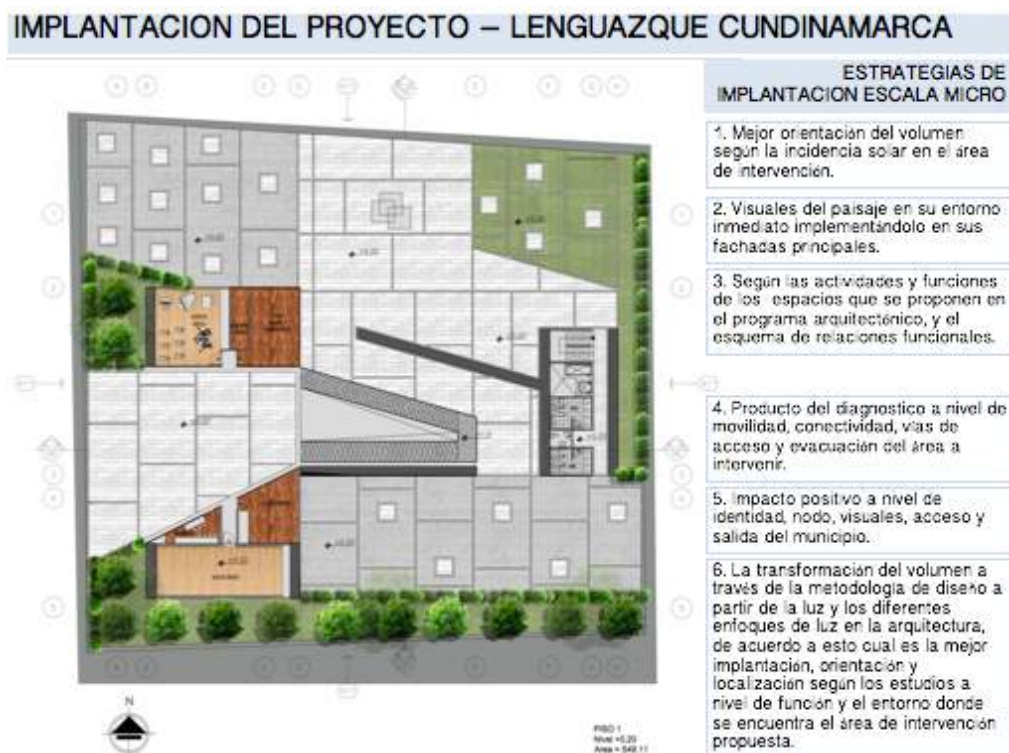 IMPLANTACION DEL PROYECTO – LENGUAZQUE CUNDINAMARCA
ESTRATEGIAS DE
IMPLANTACION ESCALA MICRO
1. Mejor orientación del volumen
según la incidencia solar en el área
de intervención.
2. Visuales del paisaje en su entorno
inmediato implementándolo en sus
fachadas principales.
3. Según las actividades y funciones
de los espacios que se proponen en
el programa arquitectónico, y el
esquema de relaciones funcionales.
4. Producto del diagnostico a nivel de
movilidad, conectividad, vías de
acceso y evacuación del área a
intervenir.
5. Impacto positivo a nivel de
identidad, nodo, visuales, acceso y
salida del municipio.
6. La transformación del volumen a
través de la metodología de diseño a
partir de la luz y los diferentes
enfoques de luz en la arquitectura,
de acuerdo a esto cual es la mejor
implantación, orientación y
localización según los estudios a
nivel de función y el entorno donde
se encuentra el área de intervención
propuesta.
N
PISO 1
Nivel +0.20
Area = 549.11